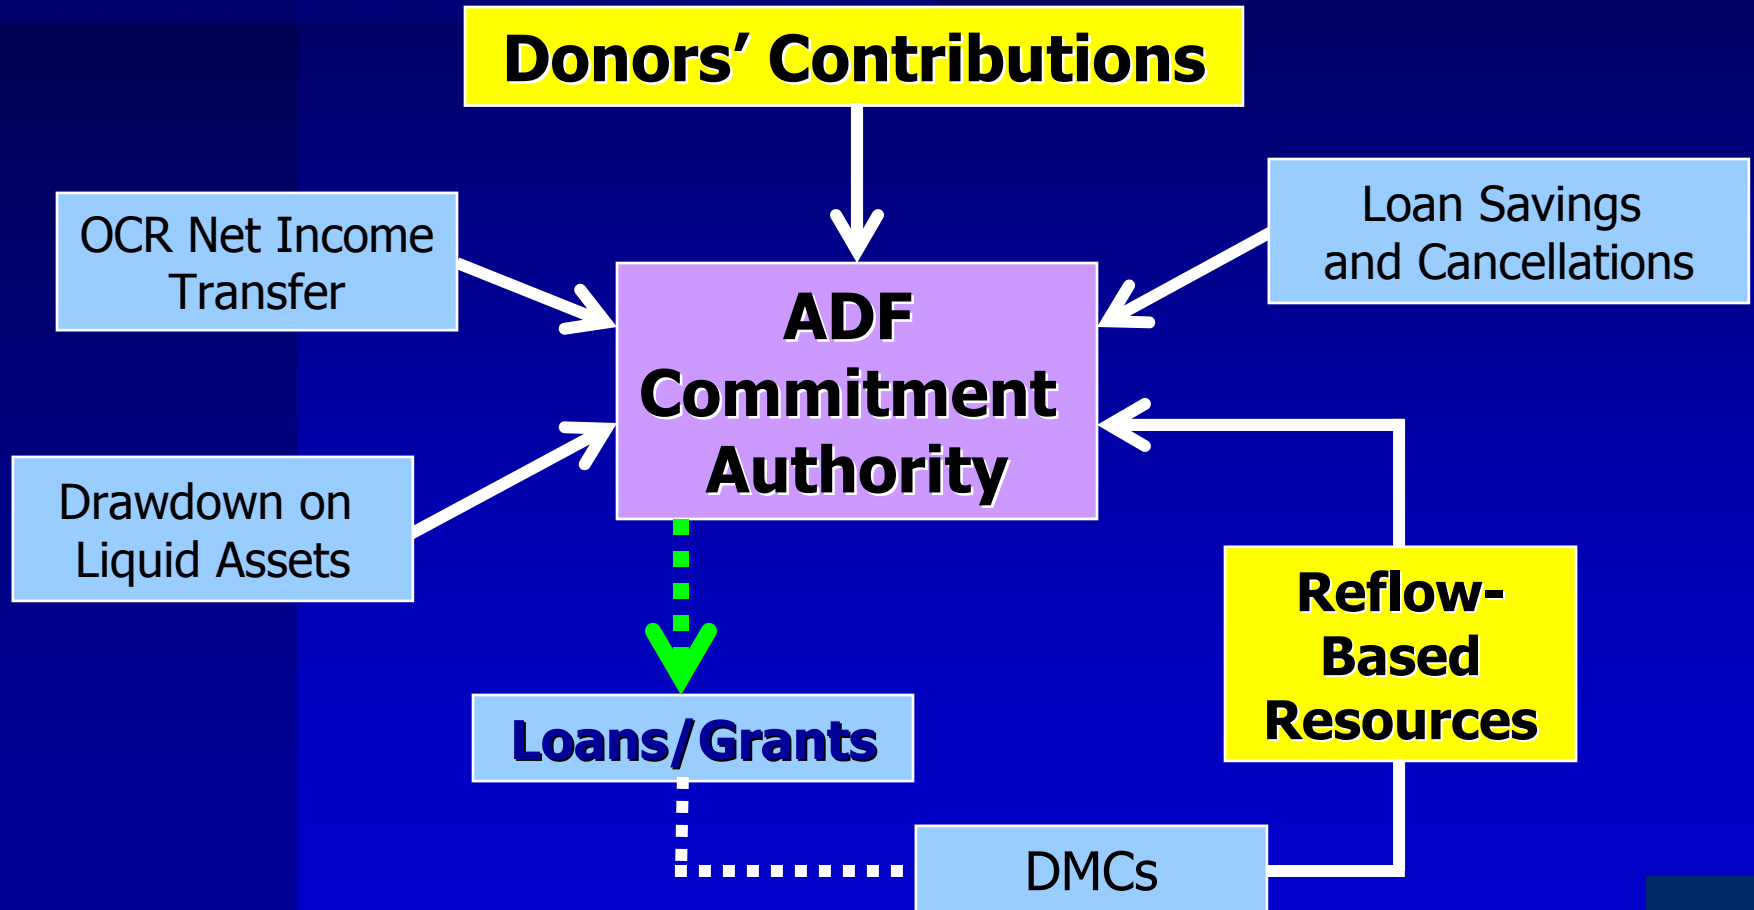 Donors’ Contributions
OCR Net Income
Transfer
Loan Savings
and Cancellations
ADF
Commitment
Authority
Drawdown on
Liquid Assets
Reflow-
Based
Resources
Loans/Grants
DMCs